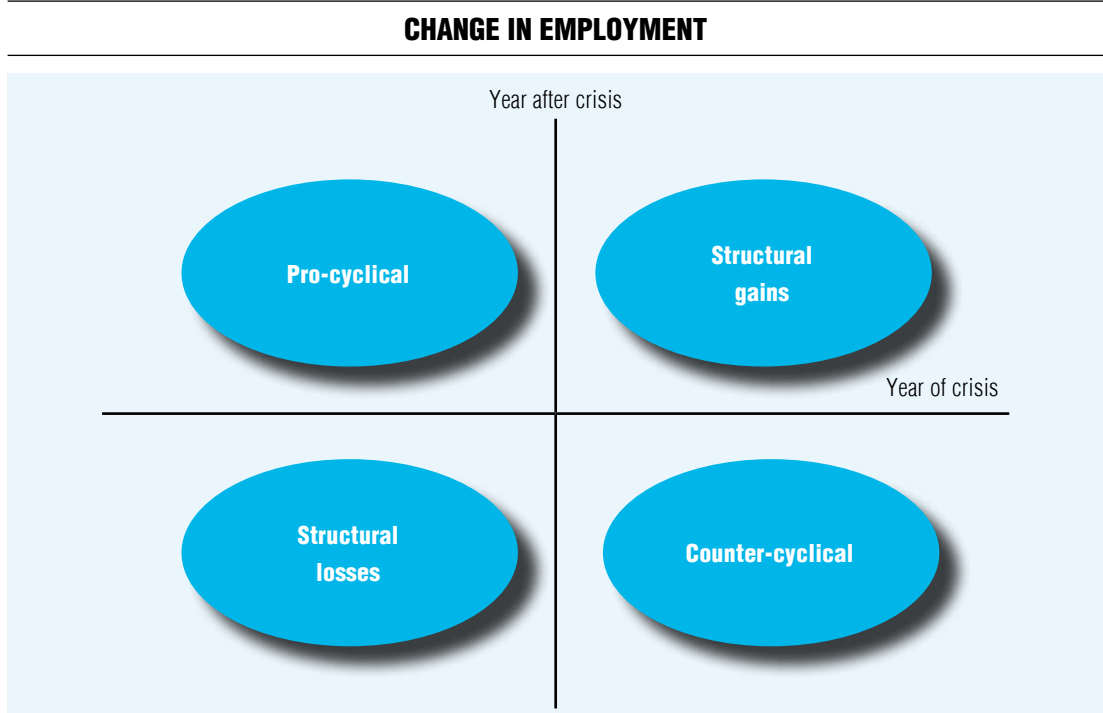 CHANGE IN EMPLOYMENT
Year after crisis
Pro-cyclical
Structural
gains
Year of crisis
Structural
losses
Counter-cyclical